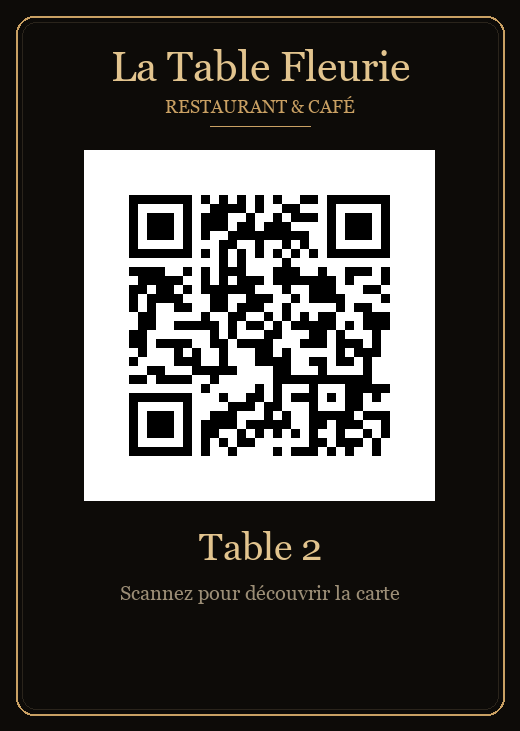 La Table Fleurie
RESTAURANT & CAFÉ
Table 2
Scannez pour découvrir la carte